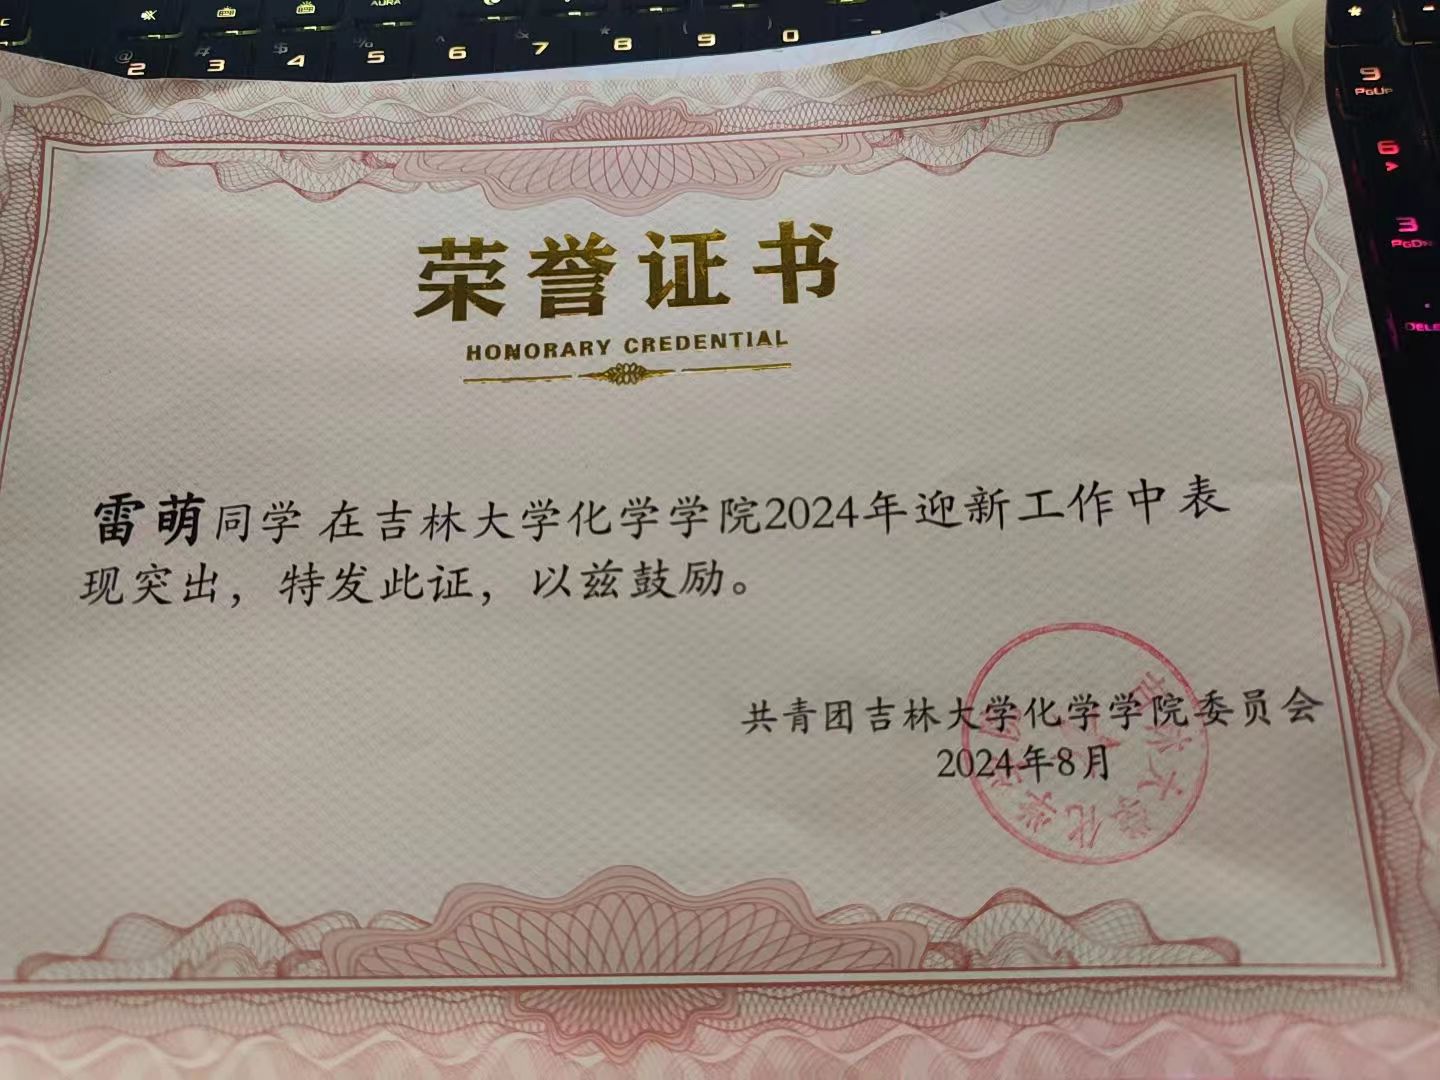 AURA
2 3 4 5 6 7 8 9 0
9
PGUP
6
3
PGDN
荣誉证书
HONORARY CREDENTIAL
雷萌同学 在吉林大学化学学院2024年迎新工作中表
现突出，特发此证，以兹鼓励。
共青团吉林大学化学学院委员会
2024年8月